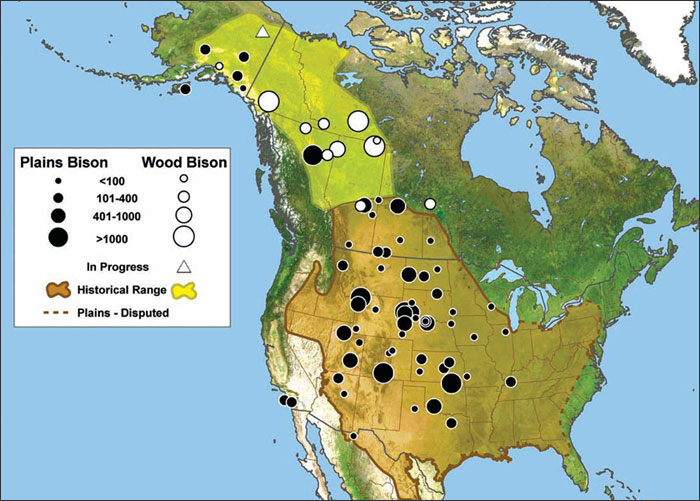 Plains Bison Wood Bison
<100
101-400
401-1000
>1000
In Progress
Historical Range
Plains - Disputed